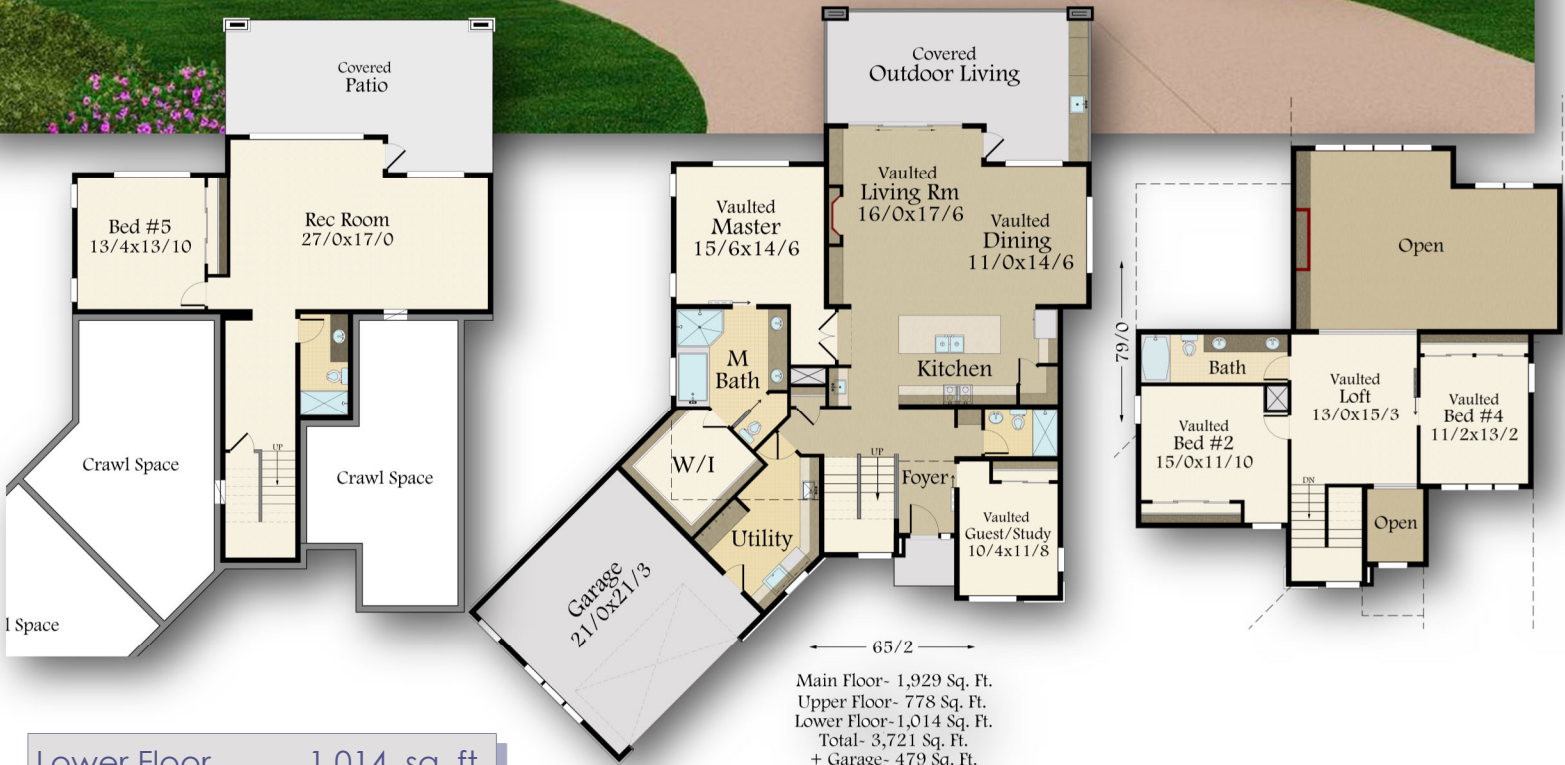 Covered
Patio
Bed #5
13/4x13/10
Rec Room
27/0x17/0
Crawl Space
UP
Crawl Space
l Space
Covered
Outdoor Living
Vaulted
Living Rm
16/0x17/6
Vaulted
Master
15/6x14/6
Vaulted
Dining
11/0x14/6
M
Bath
Kitchen
W/I
UP
Foyer
Utility
Vaulted
Guest/Study
10/4x11/8
Garage
21/0x21/3
65/2
Main Floor- 1,929 Sq. Ft.
Upper Floor- 778 Sq. Ft.
Lower Floor-1,014 Sq. Ft.
Total- 3,721 Sq. Ft.
+ Garage- 479 Sq. Ft.
79/0
Open
Bath
Vaulted
Loft
13/0x15/3
Vaulted
Bed #2
15/0x11/10
Vaulted
Bed #4
11/2x13/2
DN
Open
Lower Floor 1,014 sq. ft.